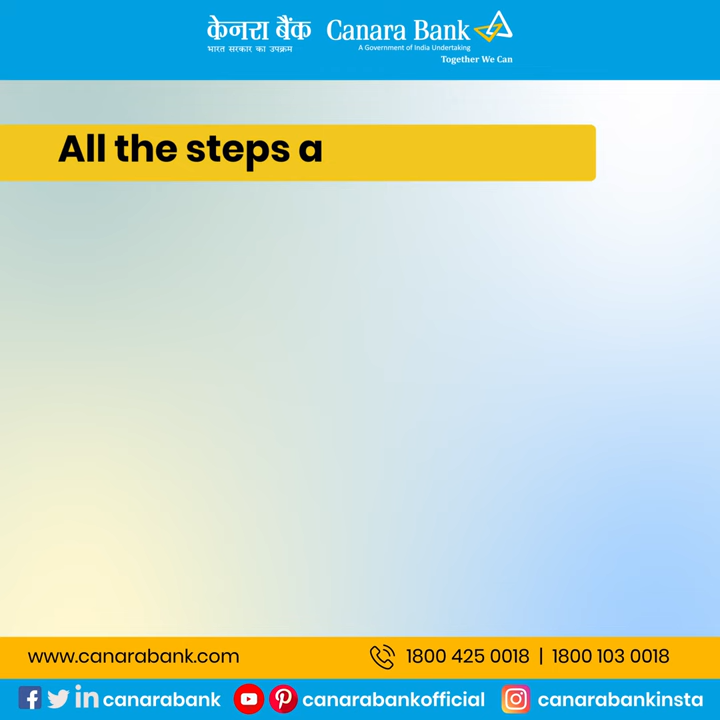 केनरा बैंक Canara Bank
भारत सरकार का उपक्रम A Government of India Undertaking
Together We Can
All the steps a
www.canarabank.com 1800 425 0018 | 1800 103 0018
canarabank canarabankofficial canarabankinsta